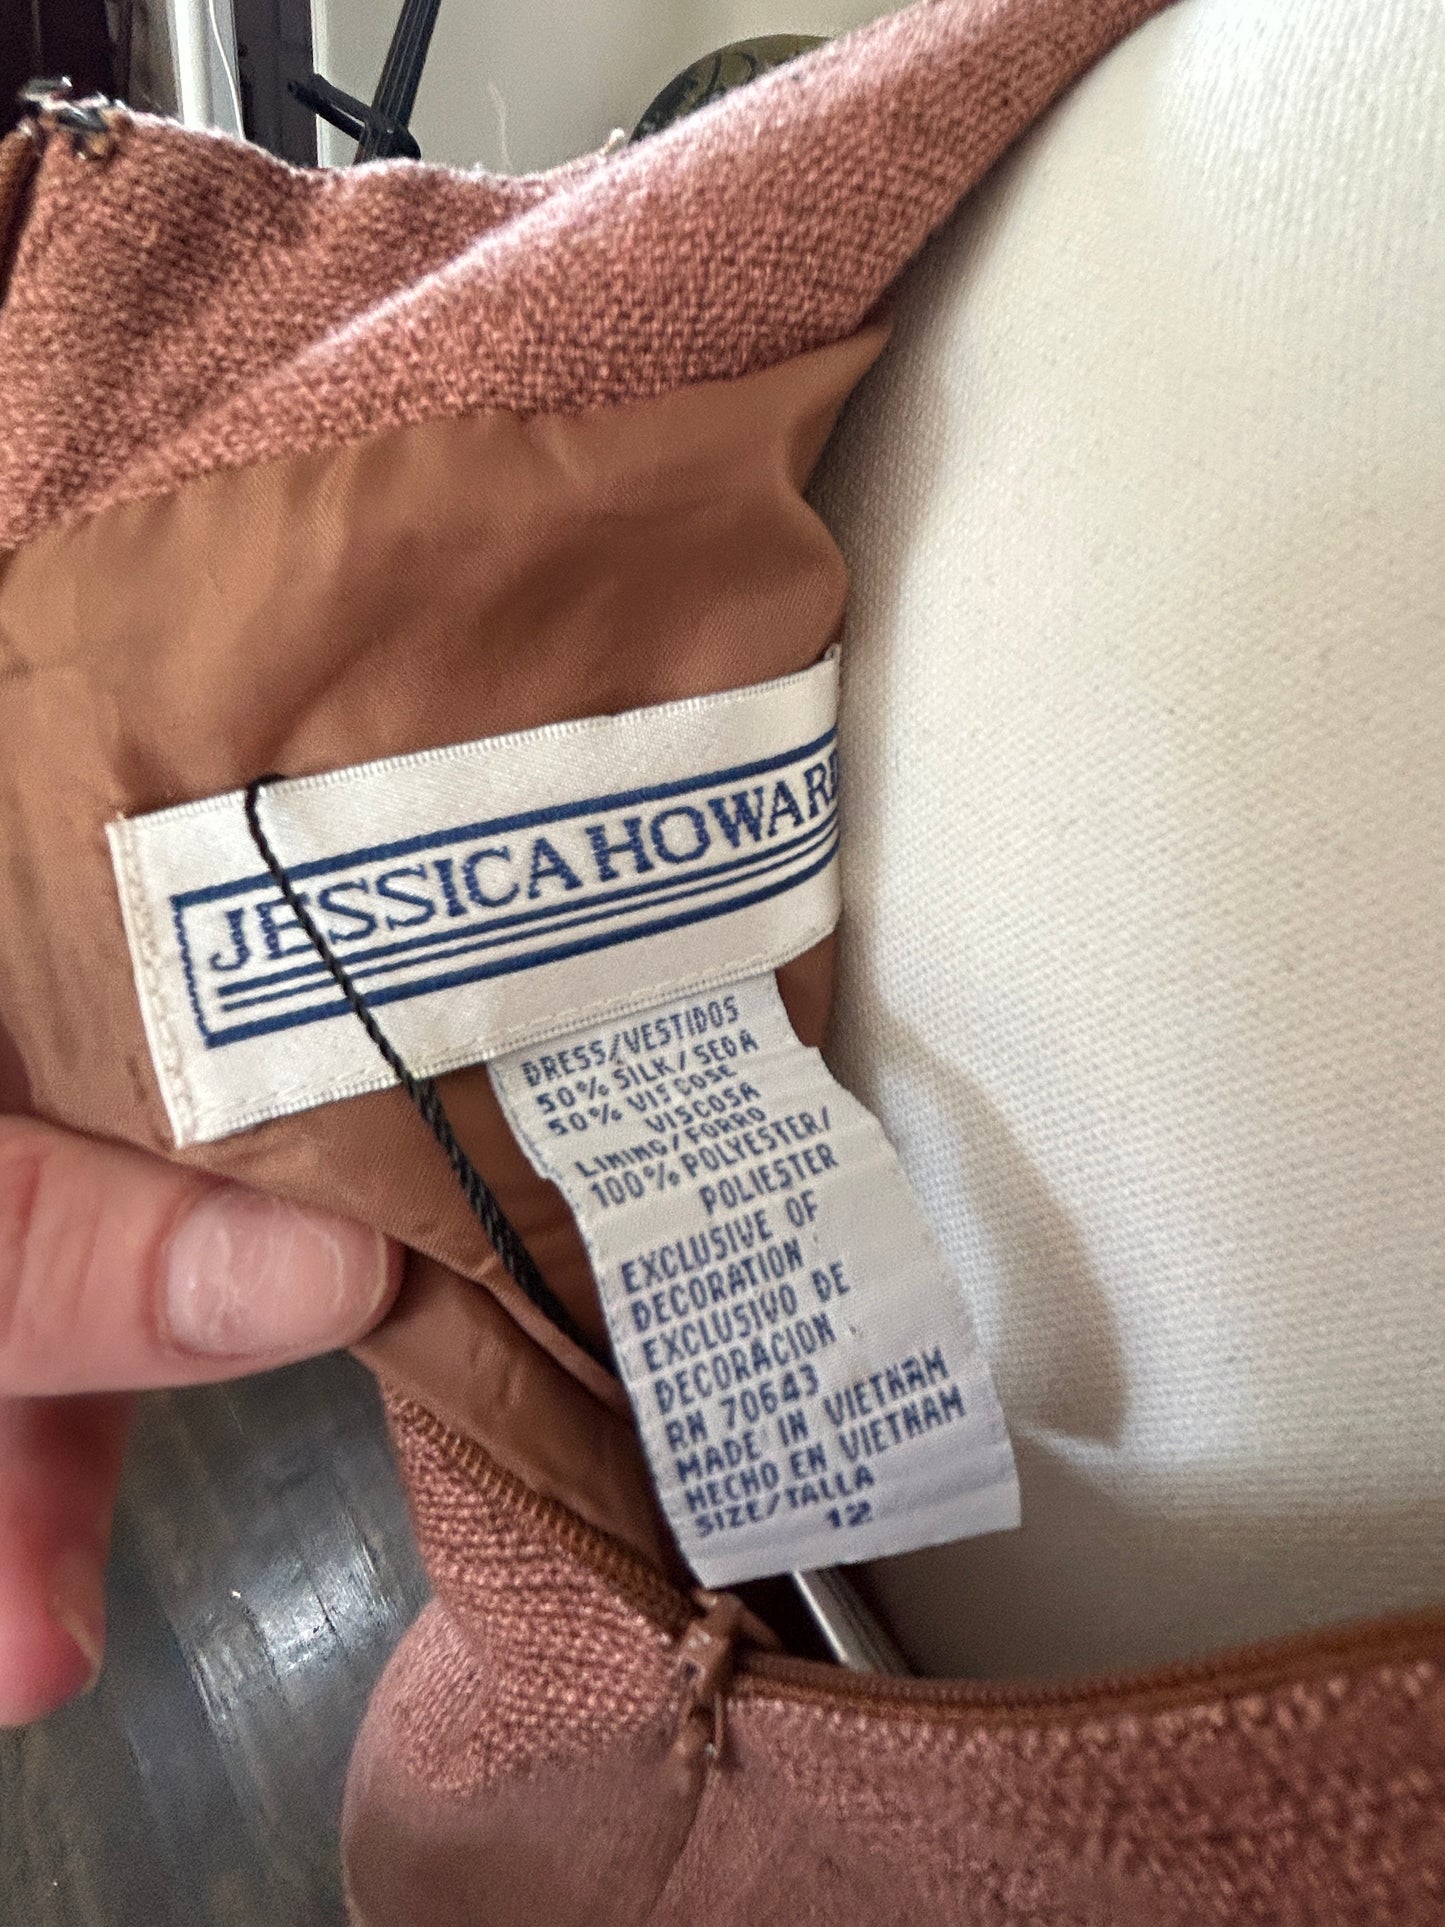 JESSICA HOWARD
DRESS/VESTIDOS
50% SILK/SEDA
50% VISCOSE
VISCOSA
LINING/FORRO
100% POLYESTER/
POLIESTER
EXCLUSIVE OF
DECORATION
EXCLUSIVO DE
DECORACION
RN 70643
MADE IN VIETNAM
HECHO EN VIETNAM
SIZE/TALLA
12